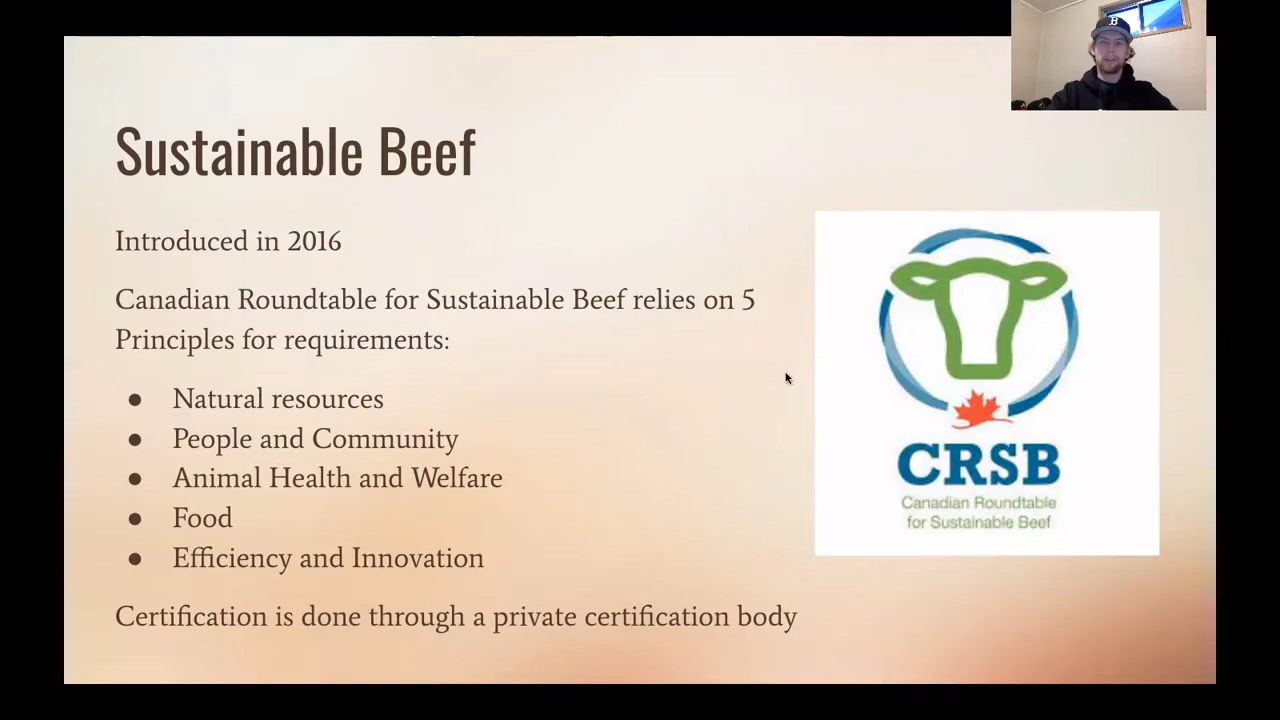 B
Sustainable Beef
Introduced in 2016
Canadian Roundtable for Sustainable Beef relies on 5
Principles for requirements:
● Natural resources
● People and Community
● Animal Health and Welfare
● Food
● Efficiency and Innovation
Certification is done through a private certification body
CRSB
Canadian Roundtable
for Sustainable Beef